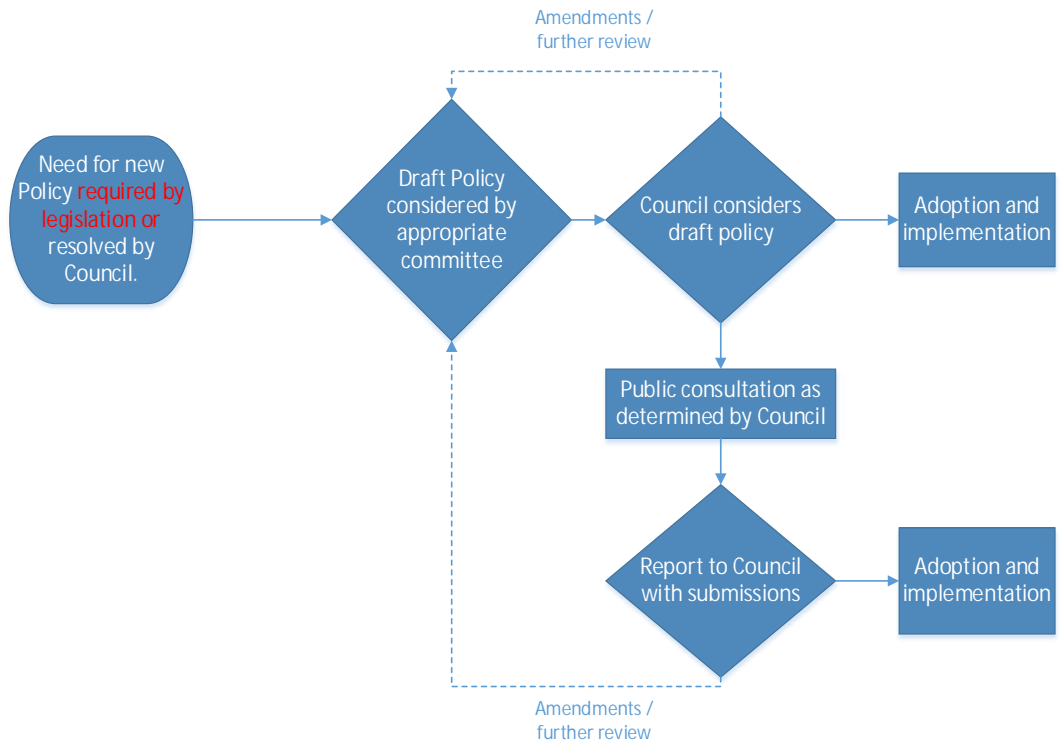 Amendments /
further review
Need for new
Policy required by
legislation or
resolved by
Council.
Draft Policy
considered by
appropriate
committee
Council considers
draft policy
Adoption and
implementation
Public consultation as
determined by Council
Report to Council
with submissions
Adoption and
implementation
Amendments /
further review